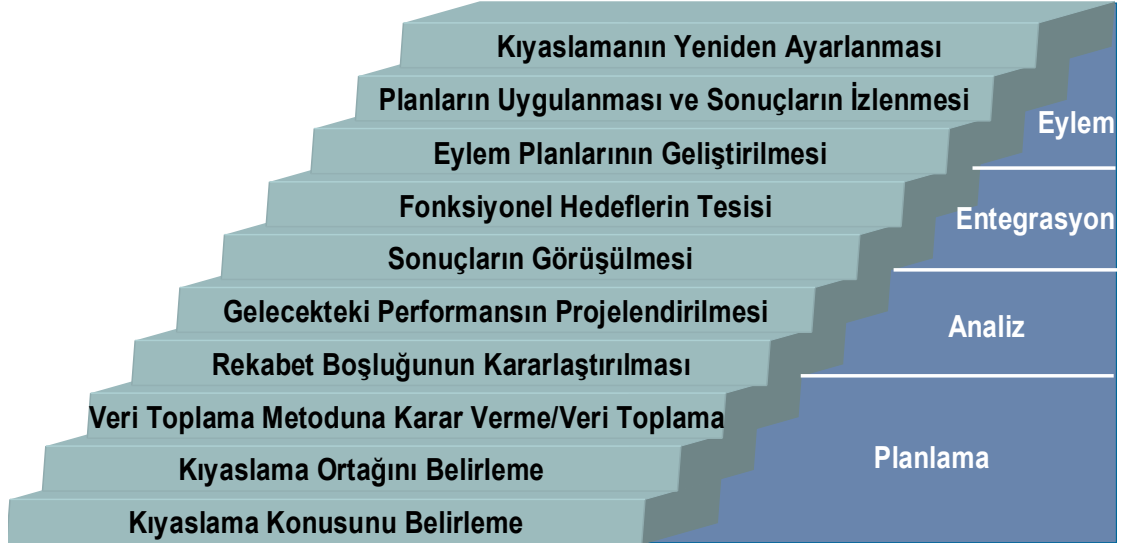 Kıyaslamanın Yeniden Ayarlanması
Planların Uygulanması ve Sonuçların İzlenmesi
Eylem
Eylem Planlarının Geliştirilmesi
Fonksiyonel Hedeflerin Tesisi
Entegrasyon
Sonuçların Görüşülmesi
Gelecekteki Performansın Projelendirilmesi
Analiz
Rekabet Boşluğunun Kararlaştırılması
Veri Toplama Metoduna Karar Verme/Veri Toplama
Kıyaslama Ortağını Belirleme
Planlama
Kıyaslama Konusunu Belirleme